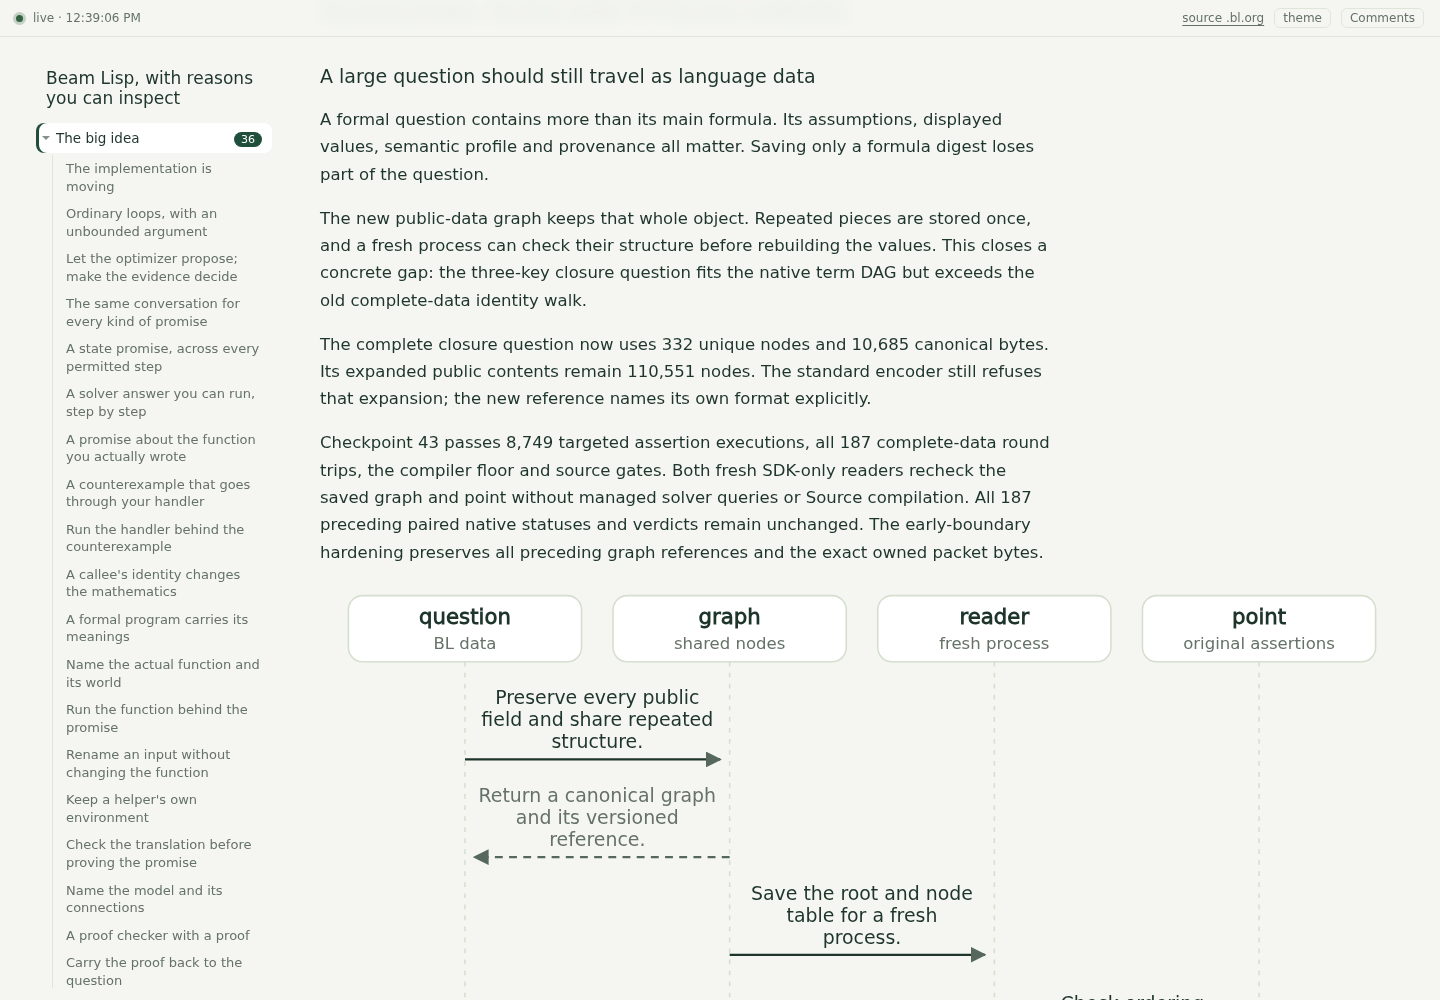 live · 12:39:06 PM
source .bl.org
theme
Comments
Beam Lisp, with reasons
you can inspect
The big idea
36
The implementation is
moving
Ordinary loops, with an
unbounded argument
Let the optimizer propose;
make the evidence decide
The same conversation for
every kind of promise
A state promise, across every
permitted step
A solver answer you can run,
step by step
A promise about the function
you actually wrote
A counterexample that goes
through your handler
Run the handler behind the
counterexample
A callee's identity changes
the mathematics
A formal program carries its
meanings
Name the actual function and
its world
Run the function behind the
promise
Rename an input without
changing the function
Keep a helper's own
environment
Check the translation before
proving the promise
Name the model and its
connections
A proof checker with a proof
Carry the proof back to the
question
A large question should still travel as language data
A formal question contains more than its main formula. Its assumptions, displayed
values, semantic profile and provenance all matter. Saving only a formula digest loses
part of the question.
The new public-data graph keeps that whole object. Repeated pieces are stored once,
and a fresh process can check their structure before rebuilding the values. This closes a
concrete gap: the three-key closure question fits the native term DAG but exceeds the
old complete-data identity walk.
The complete closure question now uses 332 unique nodes and 10,685 canonical bytes.
Its expanded public contents remain 110,551 nodes. The standard encoder still refuses
that expansion; the new reference names its own format explicitly.
Checkpoint 43 passes 8,749 targeted assertion executions, all 187 complete-data round
trips, the compiler floor and source gates. Both fresh SDK-only readers recheck the
saved graph and point without managed solver queries or Source compilation. All 187
preceding paired native statuses and verdicts remain unchanged. The early-boundary
hardening preserves all preceding graph references and the exact owned packet bytes.
question
BL data
graph
shared nodes
reader
fresh process
point
original assertions
Preserve every public
field and share repeated
structure.
Return a canonical graph
and its versioned
reference.
Save the root and node
table for a fresh
process.
Check ordering